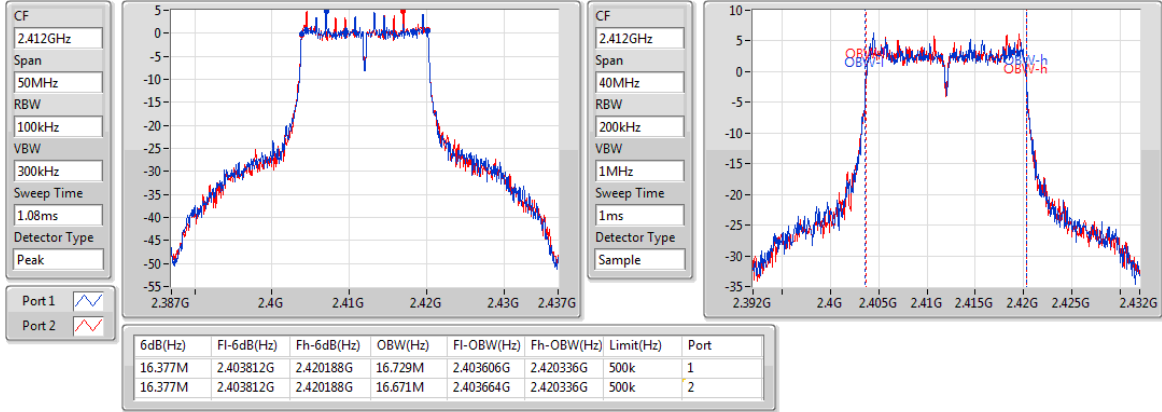 CF
2.412GHz
Span
50MHz
RBW
100kHz
VBW
300kHz
Sweep Time
1.08ms
Detector Type
Peak
Port 1
Port 2
5
0
-5
-10
-15
-20
-25
-30
-35
-40
-45
-50
-55
2.387G 2.4G 2.41G 2.42G 2.43G 2.437G
CF
2.412GHz
Span
40MHz
RBW
200kHz
VBW
1MHz
Sweep Time
1ms
Detector Type
Sample
10
5
0
-5
-10
-15
-20
-25
-30
-35
OBW-l
OBW-h
OBW-h
2.392G 2.4G 2.405G 2.41G 2.415G 2.42G 2.425G 2.432G
6dB(Hz) Fl-6dB(Hz) Fh-6dB(Hz) OBW(Hz) Fl-OBW(Hz) Fh-OBW(Hz) Limit(Hz) Port
16.377M 2.403812G 2.420188G 16.729M 2.403606G 2.420336G 500k 1
16.377M 2.403812G 2.420188G 16.671M 2.403664G 2.420336G 500k 2